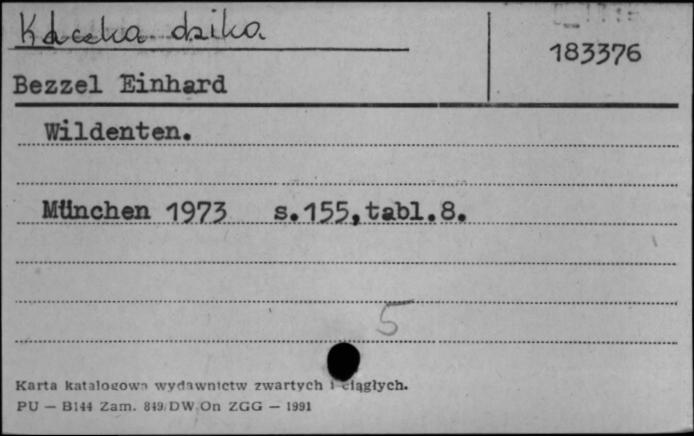 Kaczka dzika
183376
Bezzel Einhard
Wildenten.
München 1973 s.155,tabl.8.
5
Karta katalogowa wydawnictw zwartych i ciągłych.
PU — B144 Zam. 849/DW/On ZGG — 1991